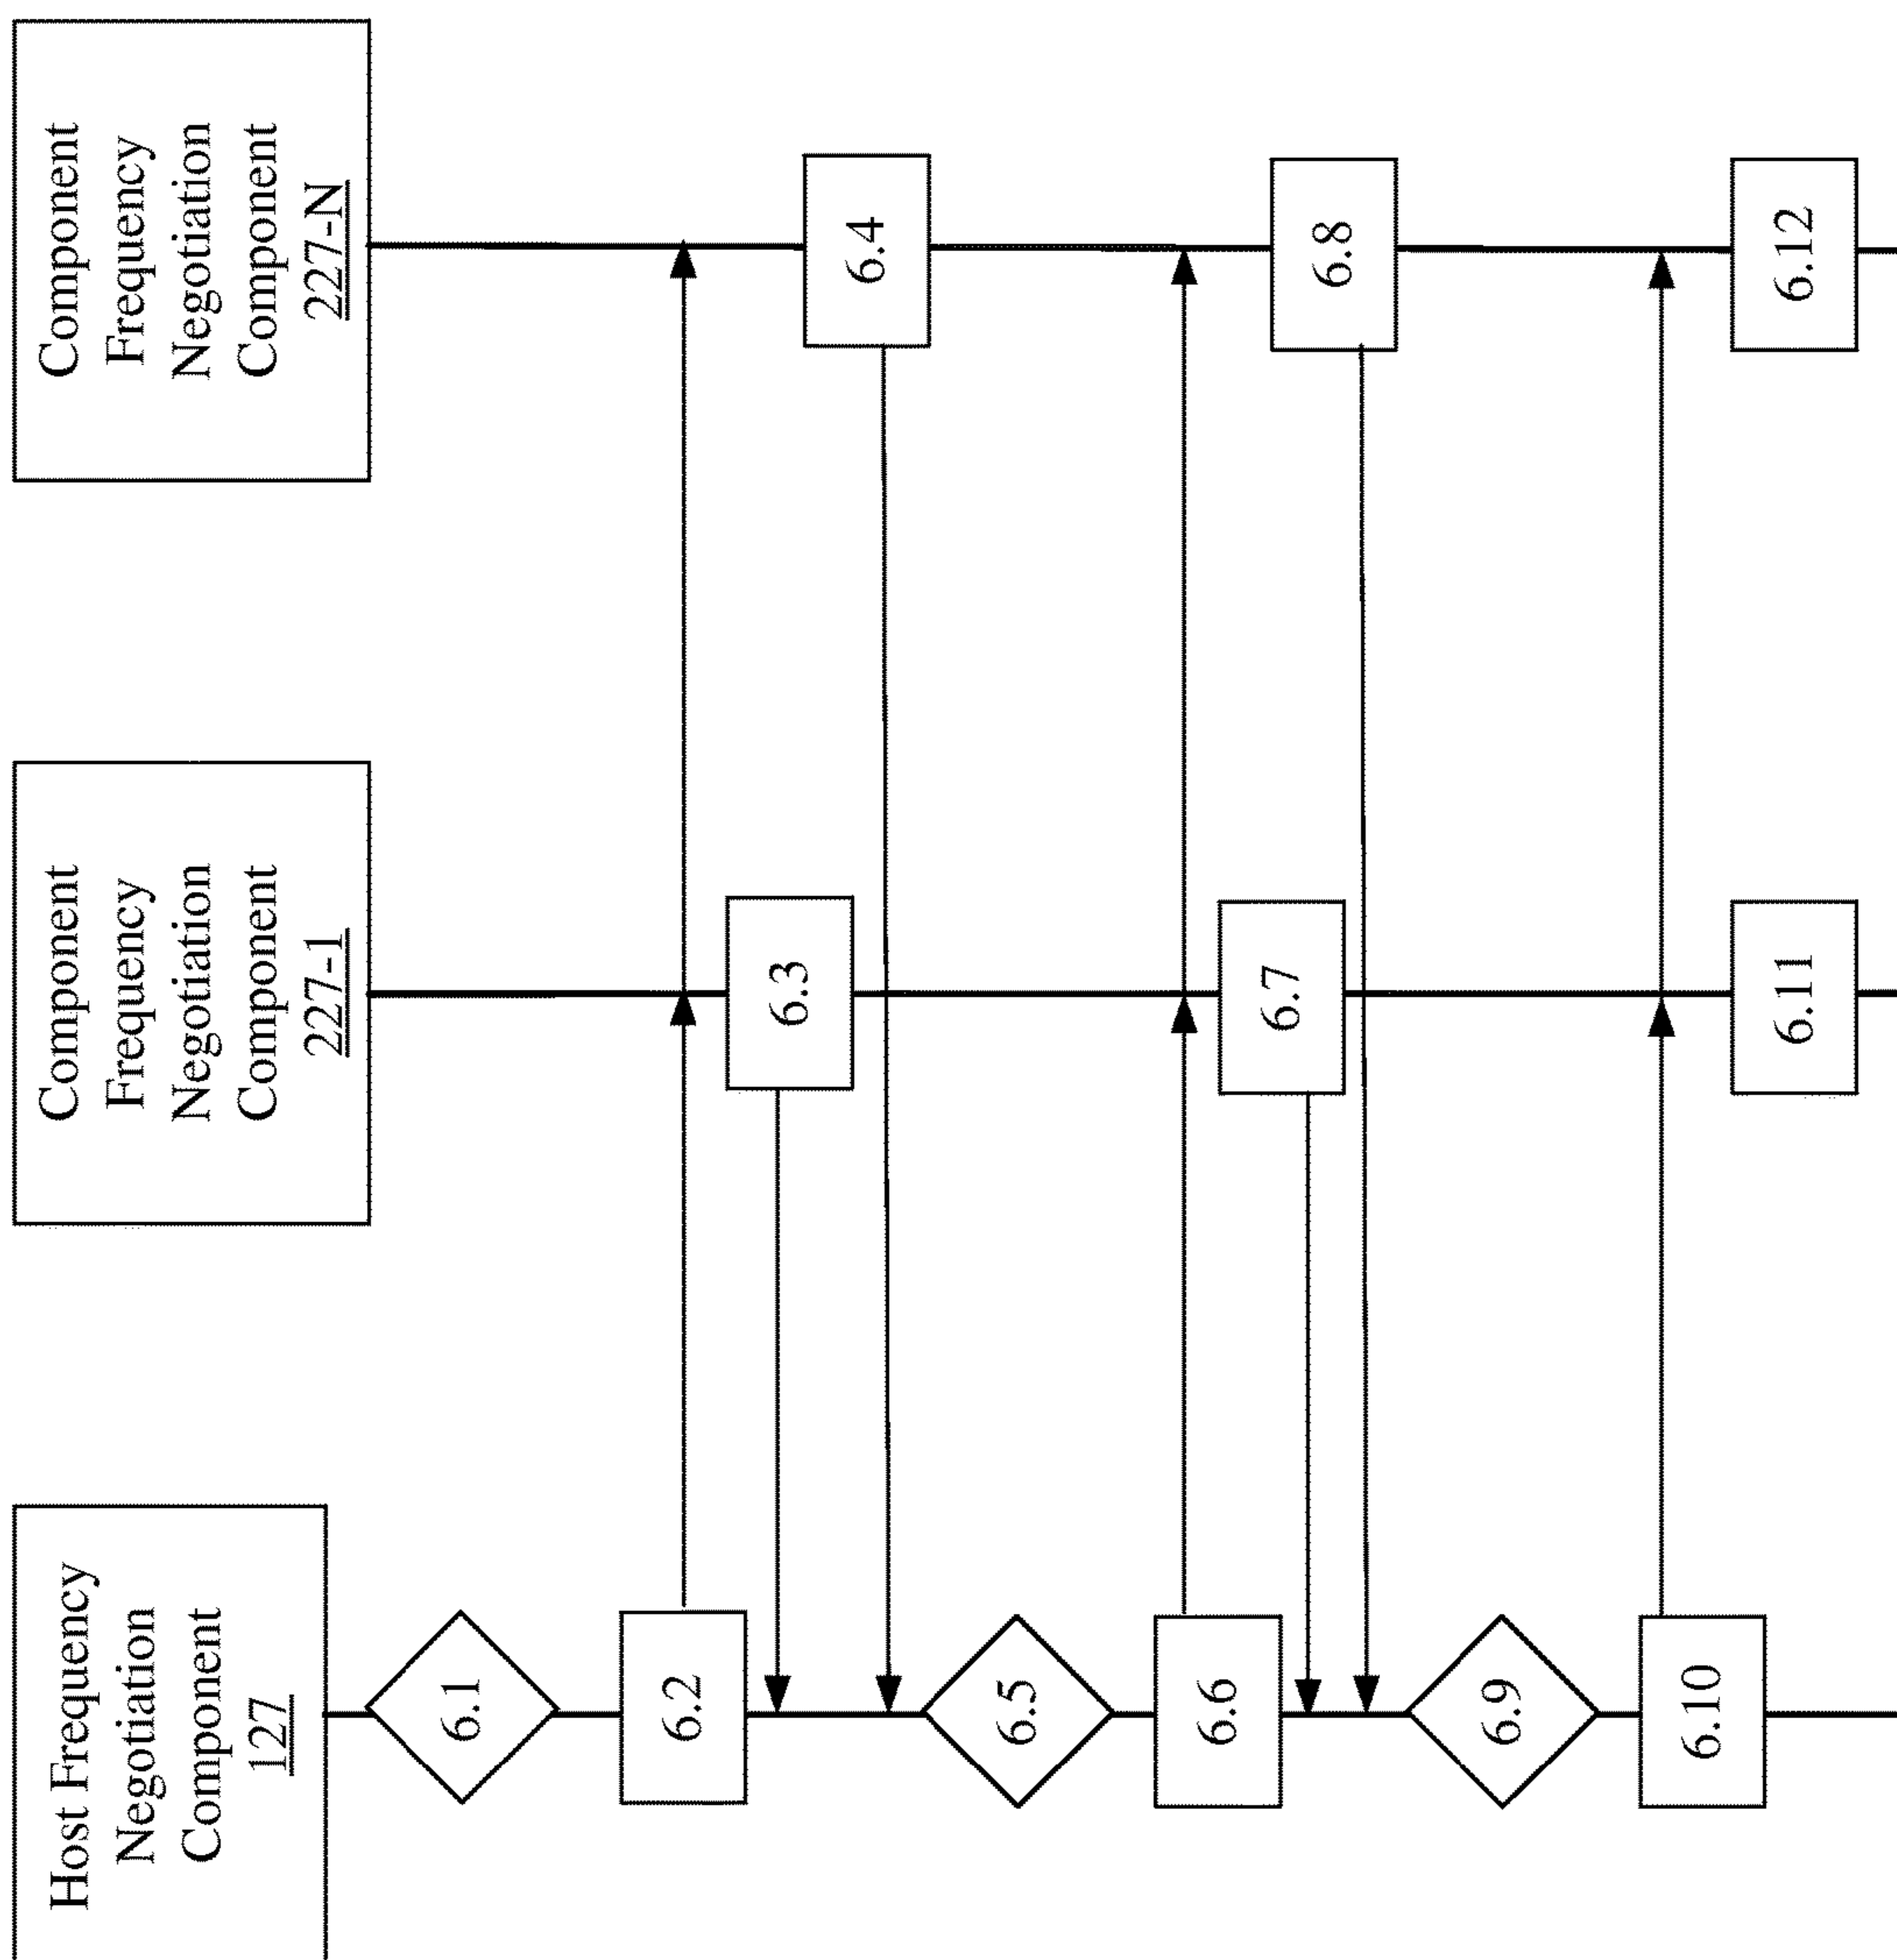 Host Frequency
Negotiation
Component
127
Component
Frequency
Negotiation
Component
227-1
Component
Frequency
Negotiation
Component
227-N
6.1
6.2
6.3
6.4
6.5
6.6
6.7
6.8
6.9
6.10
6.11
6.12